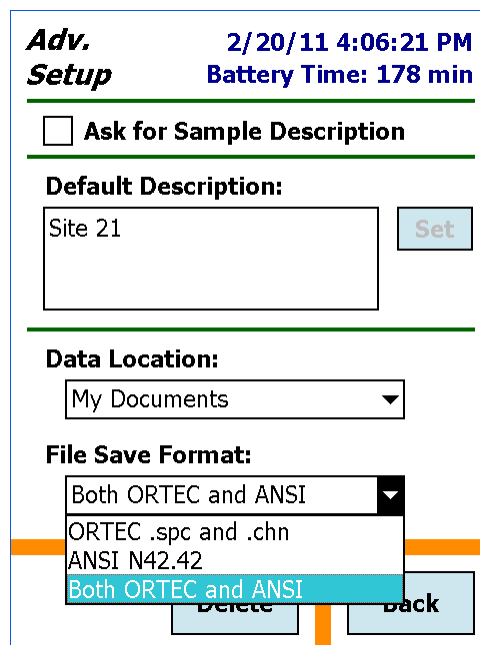 Adv.
Setup
2/20/11 4:06:21 PM
Battery Time: 178 min
Ask for Sample Description
Default Description:
Site 21
Set
Data Location:
My Documents
File Save Format:
Both ORTEC and ANSI
ORTEC .spc and .chn
ANSI N42.42
Both ORTEC and ANSI
Delete
Back